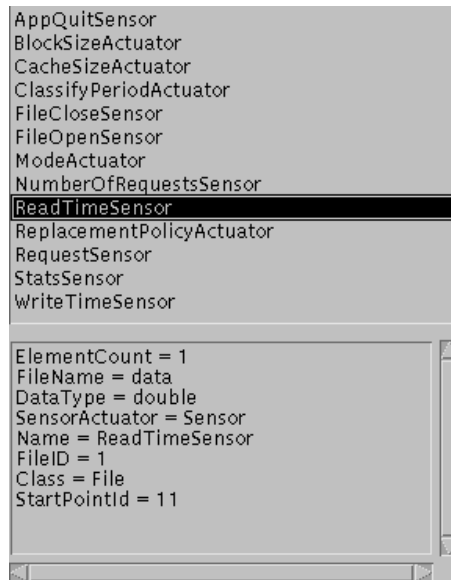 AppQuitSensor
BlockSizeActuator
CacheSizeActuator
ClassifyPeriodActuator
FileCloseSensor
FileOpenSensor
ModeActuator
NumberOfRequestsSensor
ReadTimeSensor
ReplacementPolicyActuator
RequestSensor
StatsSensor
WriteTimeSensor
ElementCount = 1
FileName = data
DataType = double
SensorActuator = Sensor
Name = ReadTimeSensor
FileID = 1
Class = File
StartPointId = 11